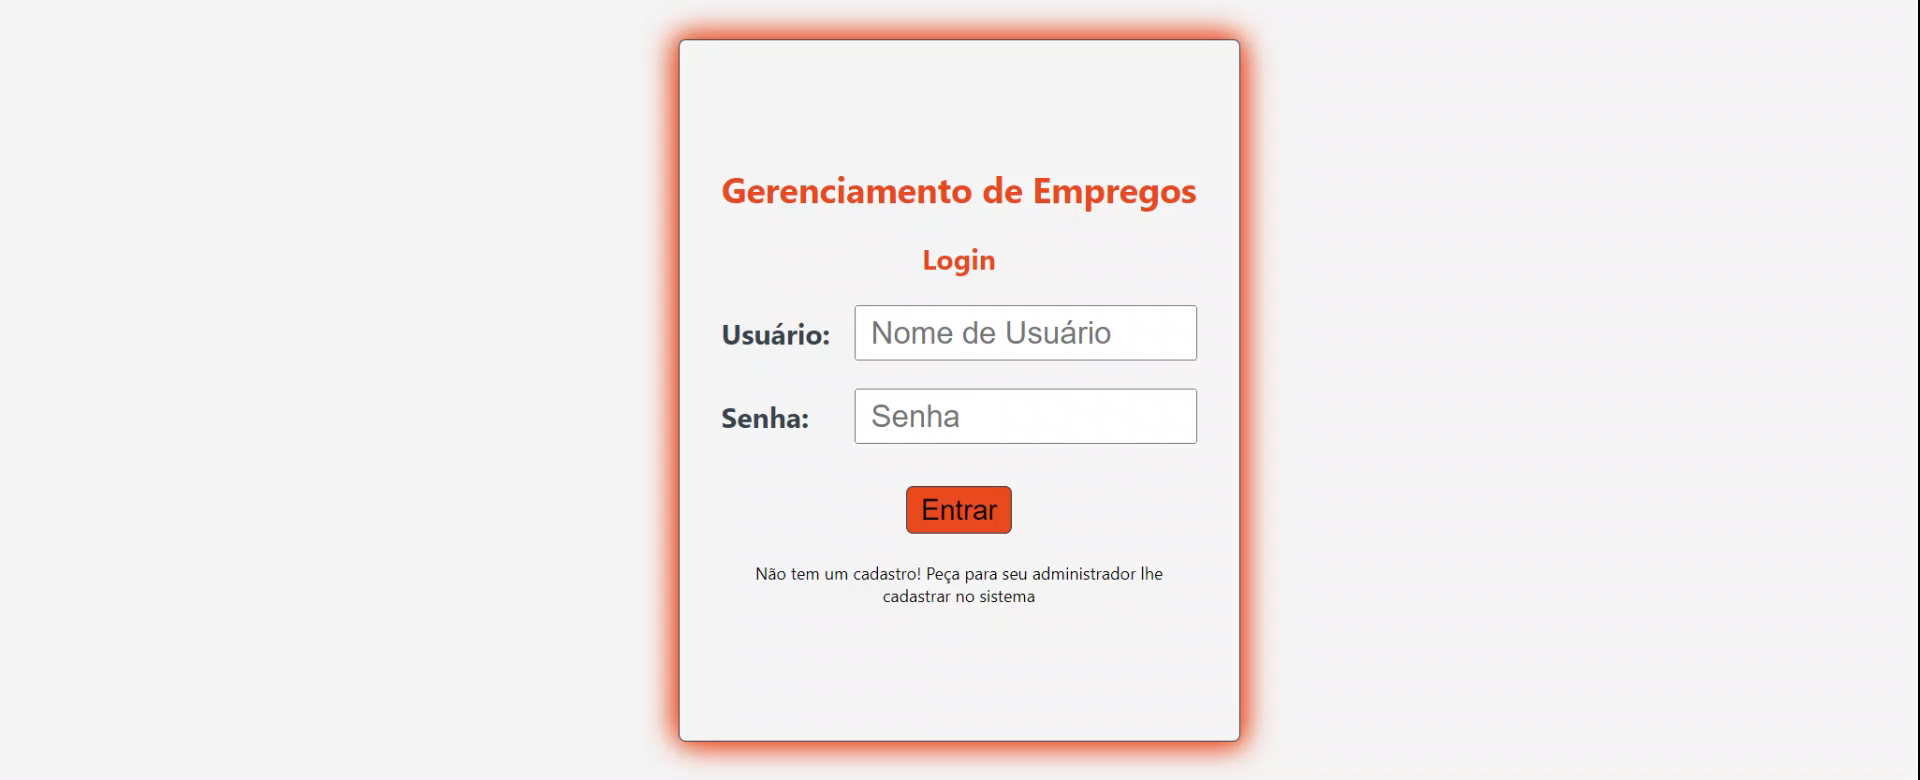 Gerenciamento de Empregos
Login
Usuário: Nome de Usuário
Senha: Senha
Entrar
Não tem um cadastro! Peça para seu administrador lhe
cadastrar no sistema